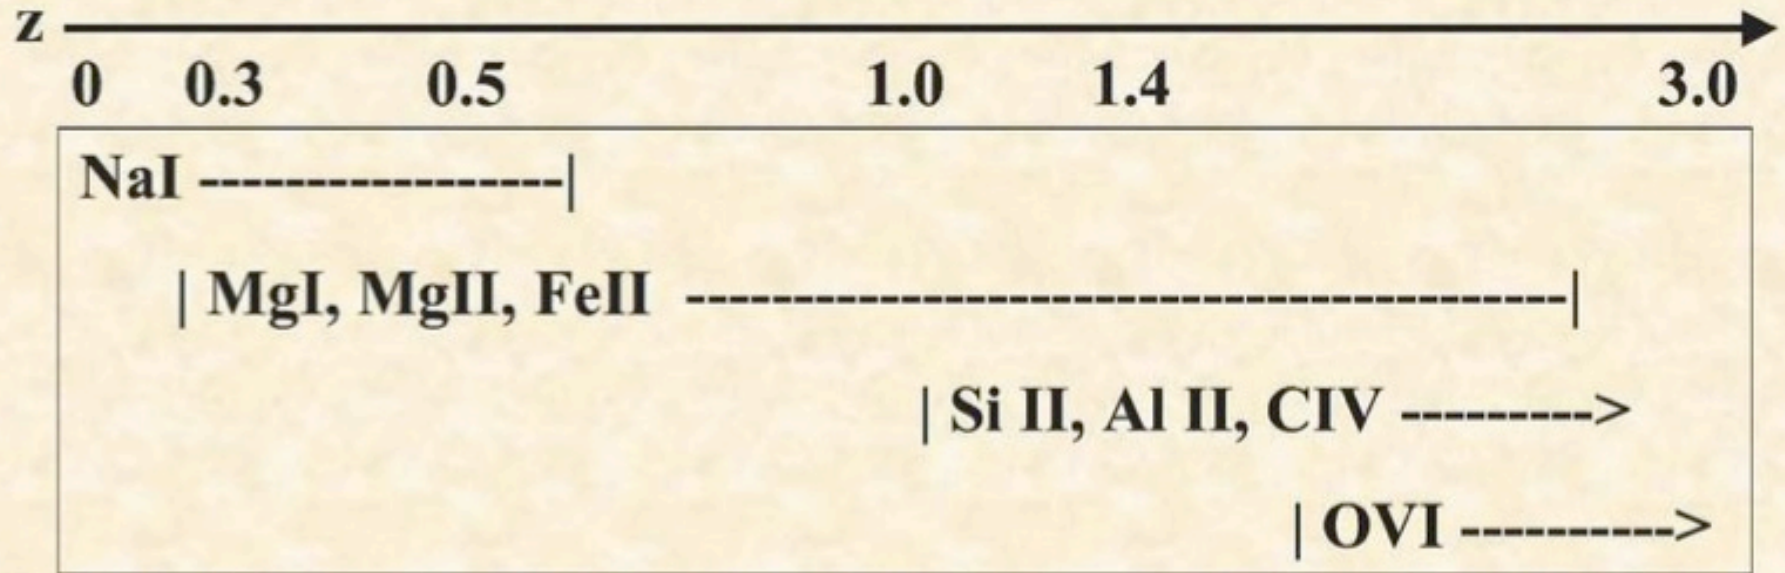 z
0 0.3 0.5 1.0 1.4 3.0
NaI -----------------|
| MgI, MgII, FeII -----------------------------------------|
| Si II, Al II, CIV --------->
| OVI ---------->